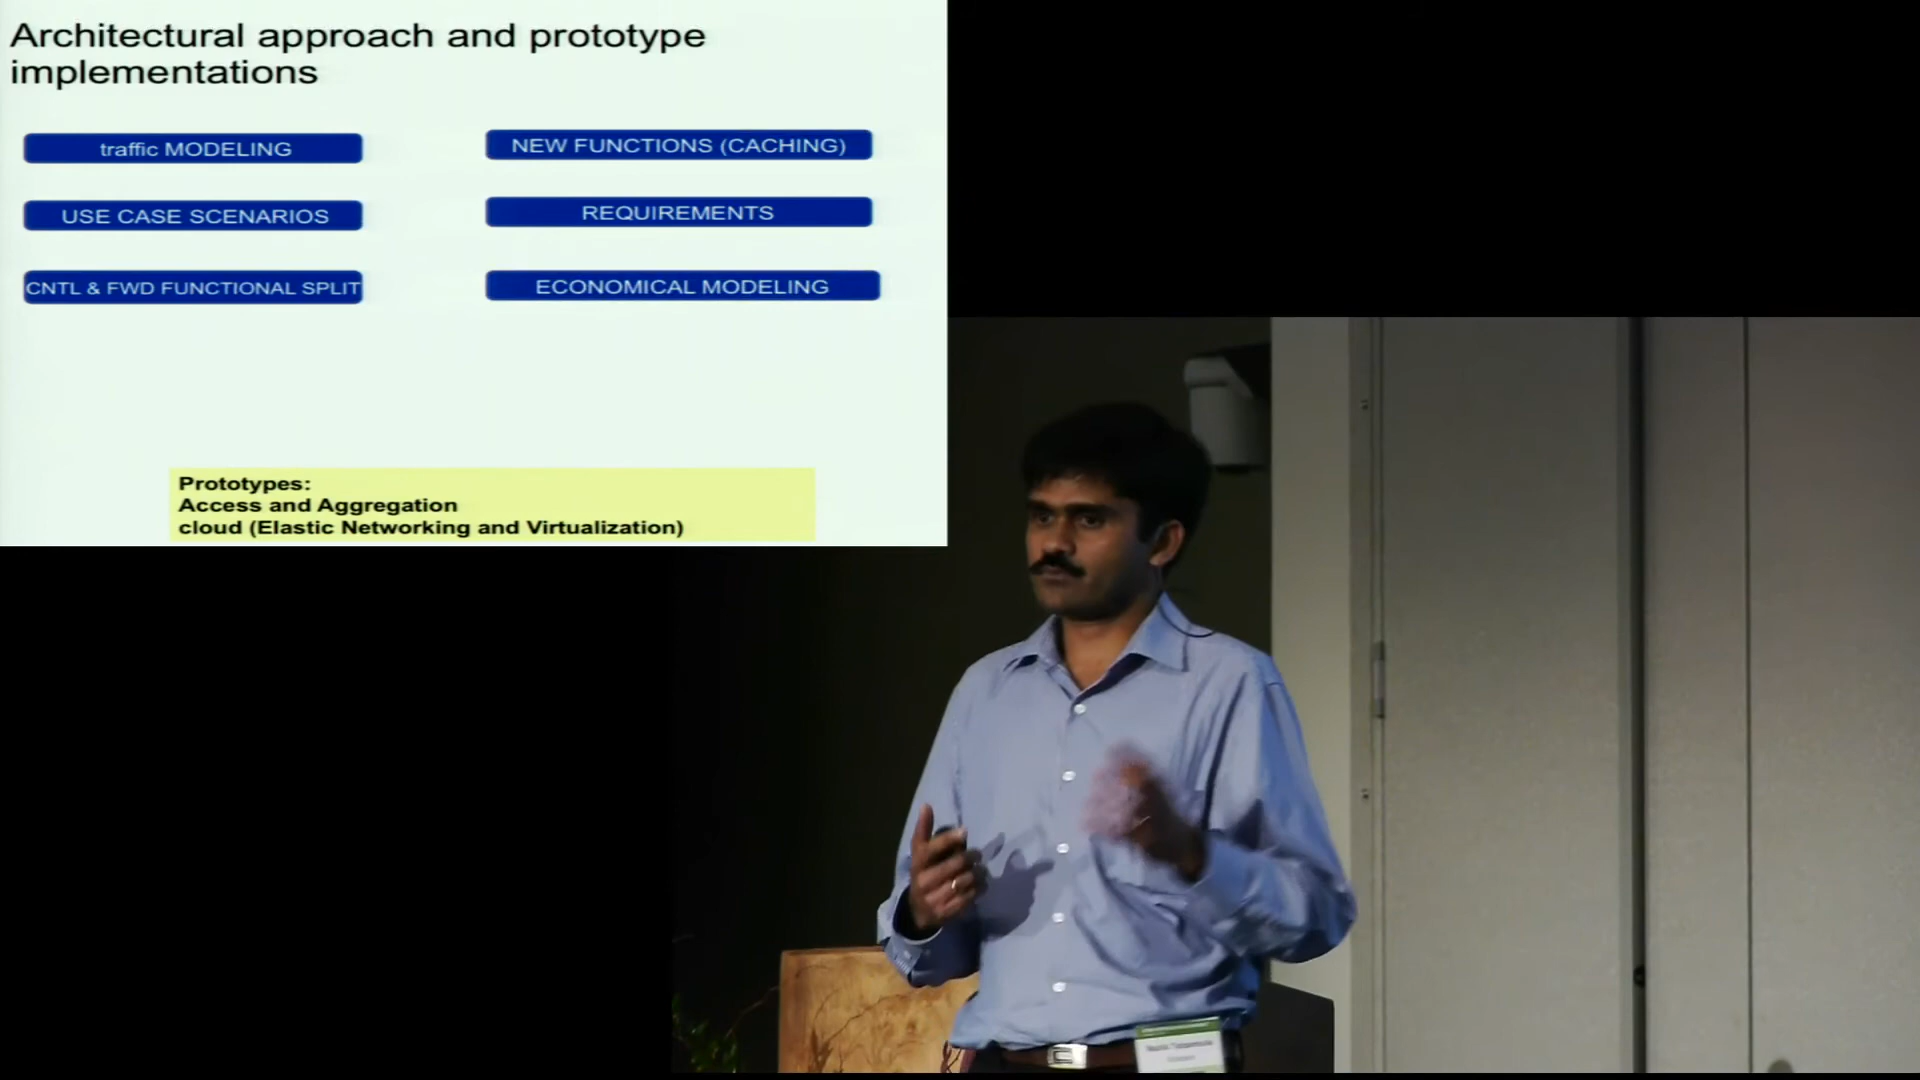 Architectural approach and prototype
implementations
traffic MODELING
NEW FUNCTIONS (CACHING)
USE CASE SCENARIOS
REQUIREMENTS
CNTL & FWD FUNCTIONAL SPLIT
ECONOMICAL MODELING
Prototypes:
Access and Aggregation
cloud (Elastic Networking and Virtualization)